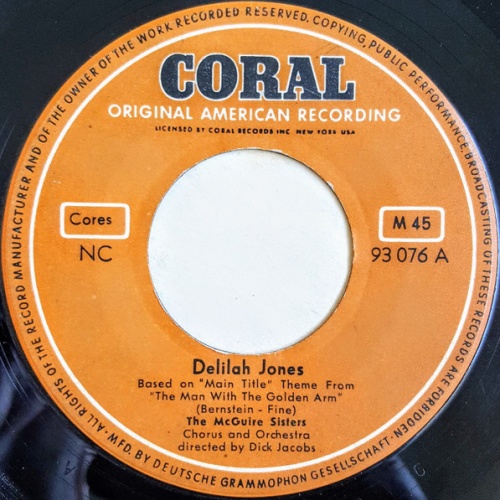 ALL RIGHTS OF THE RECORD MANUFACTURER AND OF THE OWNER OF THE WORK RECORDED RESERVED. COPYING, PUBLIC PERFORMANCE, BROADCASTING OF THESE RECORDS ARE FORBIDDEN
CORAL
ORIGINAL AMERICAN RECORDING
LICENSED BY CORAL RECORDS INC. NEW YORK USA
Cores
NC
M 45
93 076 A
Delilah Jones
Based on "Main Title" Theme From
"The Man With The Golden Arm"
(Bernstein - Fine)
The McGuire Sisters
Chorus and Orchestra
directed by Dick Jacobs
MFD. BY DEUTSCHE GRAMMOPHON GESELLSCHAFT